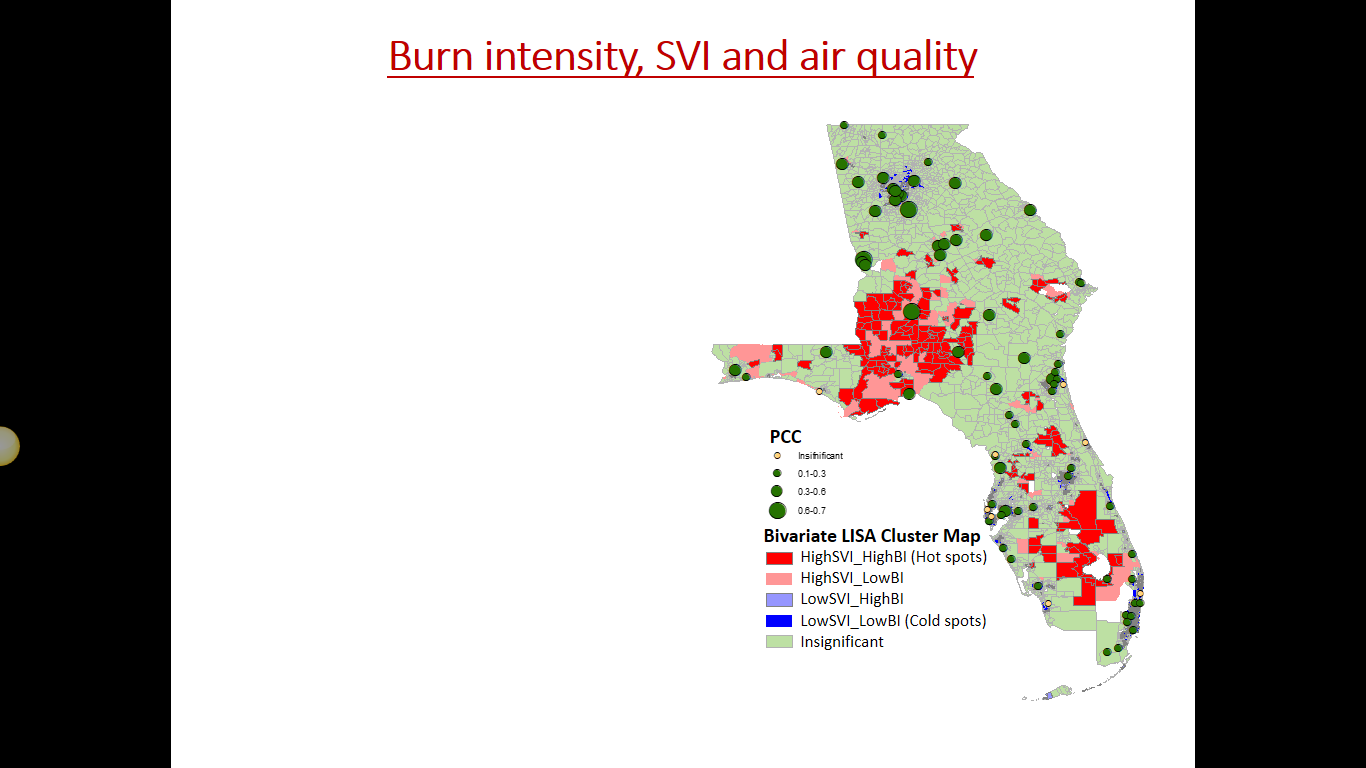 Burn intensity, SVI and air quality
PCC
Insifnificant
0.1-0.3
0.3-0.6
0.6-0.7
Bivariate LISA Cluster Map
HighSVI_HighBI (Hot spots)
HighSVI_LowBI
LowSVI_HighBI
LowSVI_LowBI (Cold spots)
Insignificant